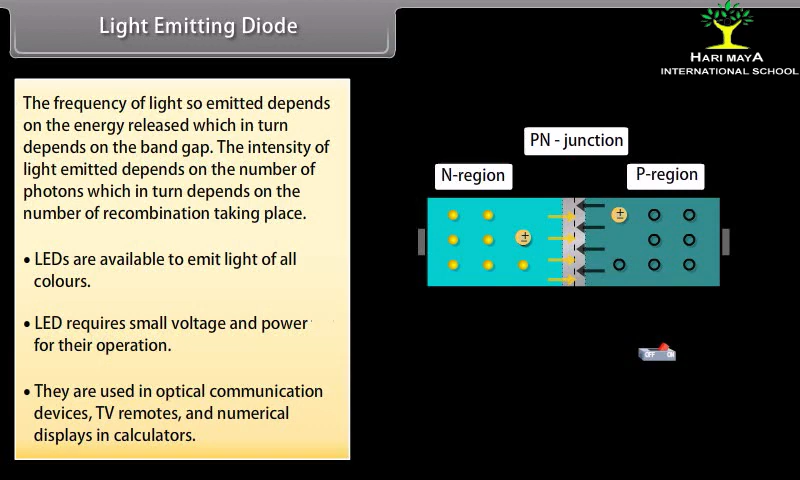 Light Emitting Diode
HARI MAYA
INTERNATIONAL SCHOOL
The frequency of light so emitted depends
on the energy released which in turn
depends on the band gap. The intensity of
light emitted depends on the number of
photons which in turn depends on the
number of recombination taking place.
• LEDs are available to emit light of all
colours.
• LED requires small voltage and power
for their operation.
• They are used in optical communication
devices, TV remotes, and numerical
displays in calculators.
PN - junction
N-region
P-region
±
±
OFF ON